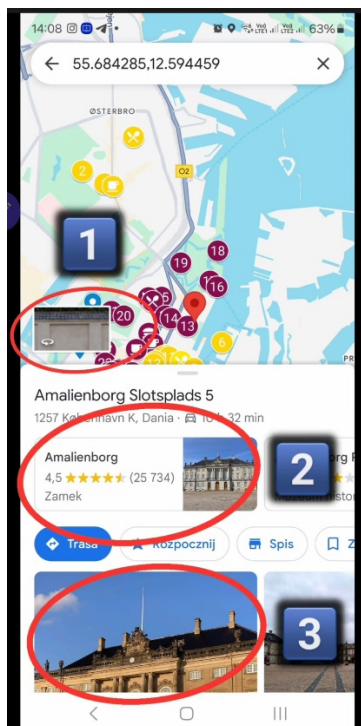 14:08 63%
55.684285,12.594459
ØSTERBRO
2
O2
1
18
19
16
14
13
20
6
Amalienborg Slotsplads 5
1257 København K, Dania · 10 h 32 min
Amalienborg
4,5 (25 734)
Zamek
2
Trasa
Rozpocznij
Spis
3